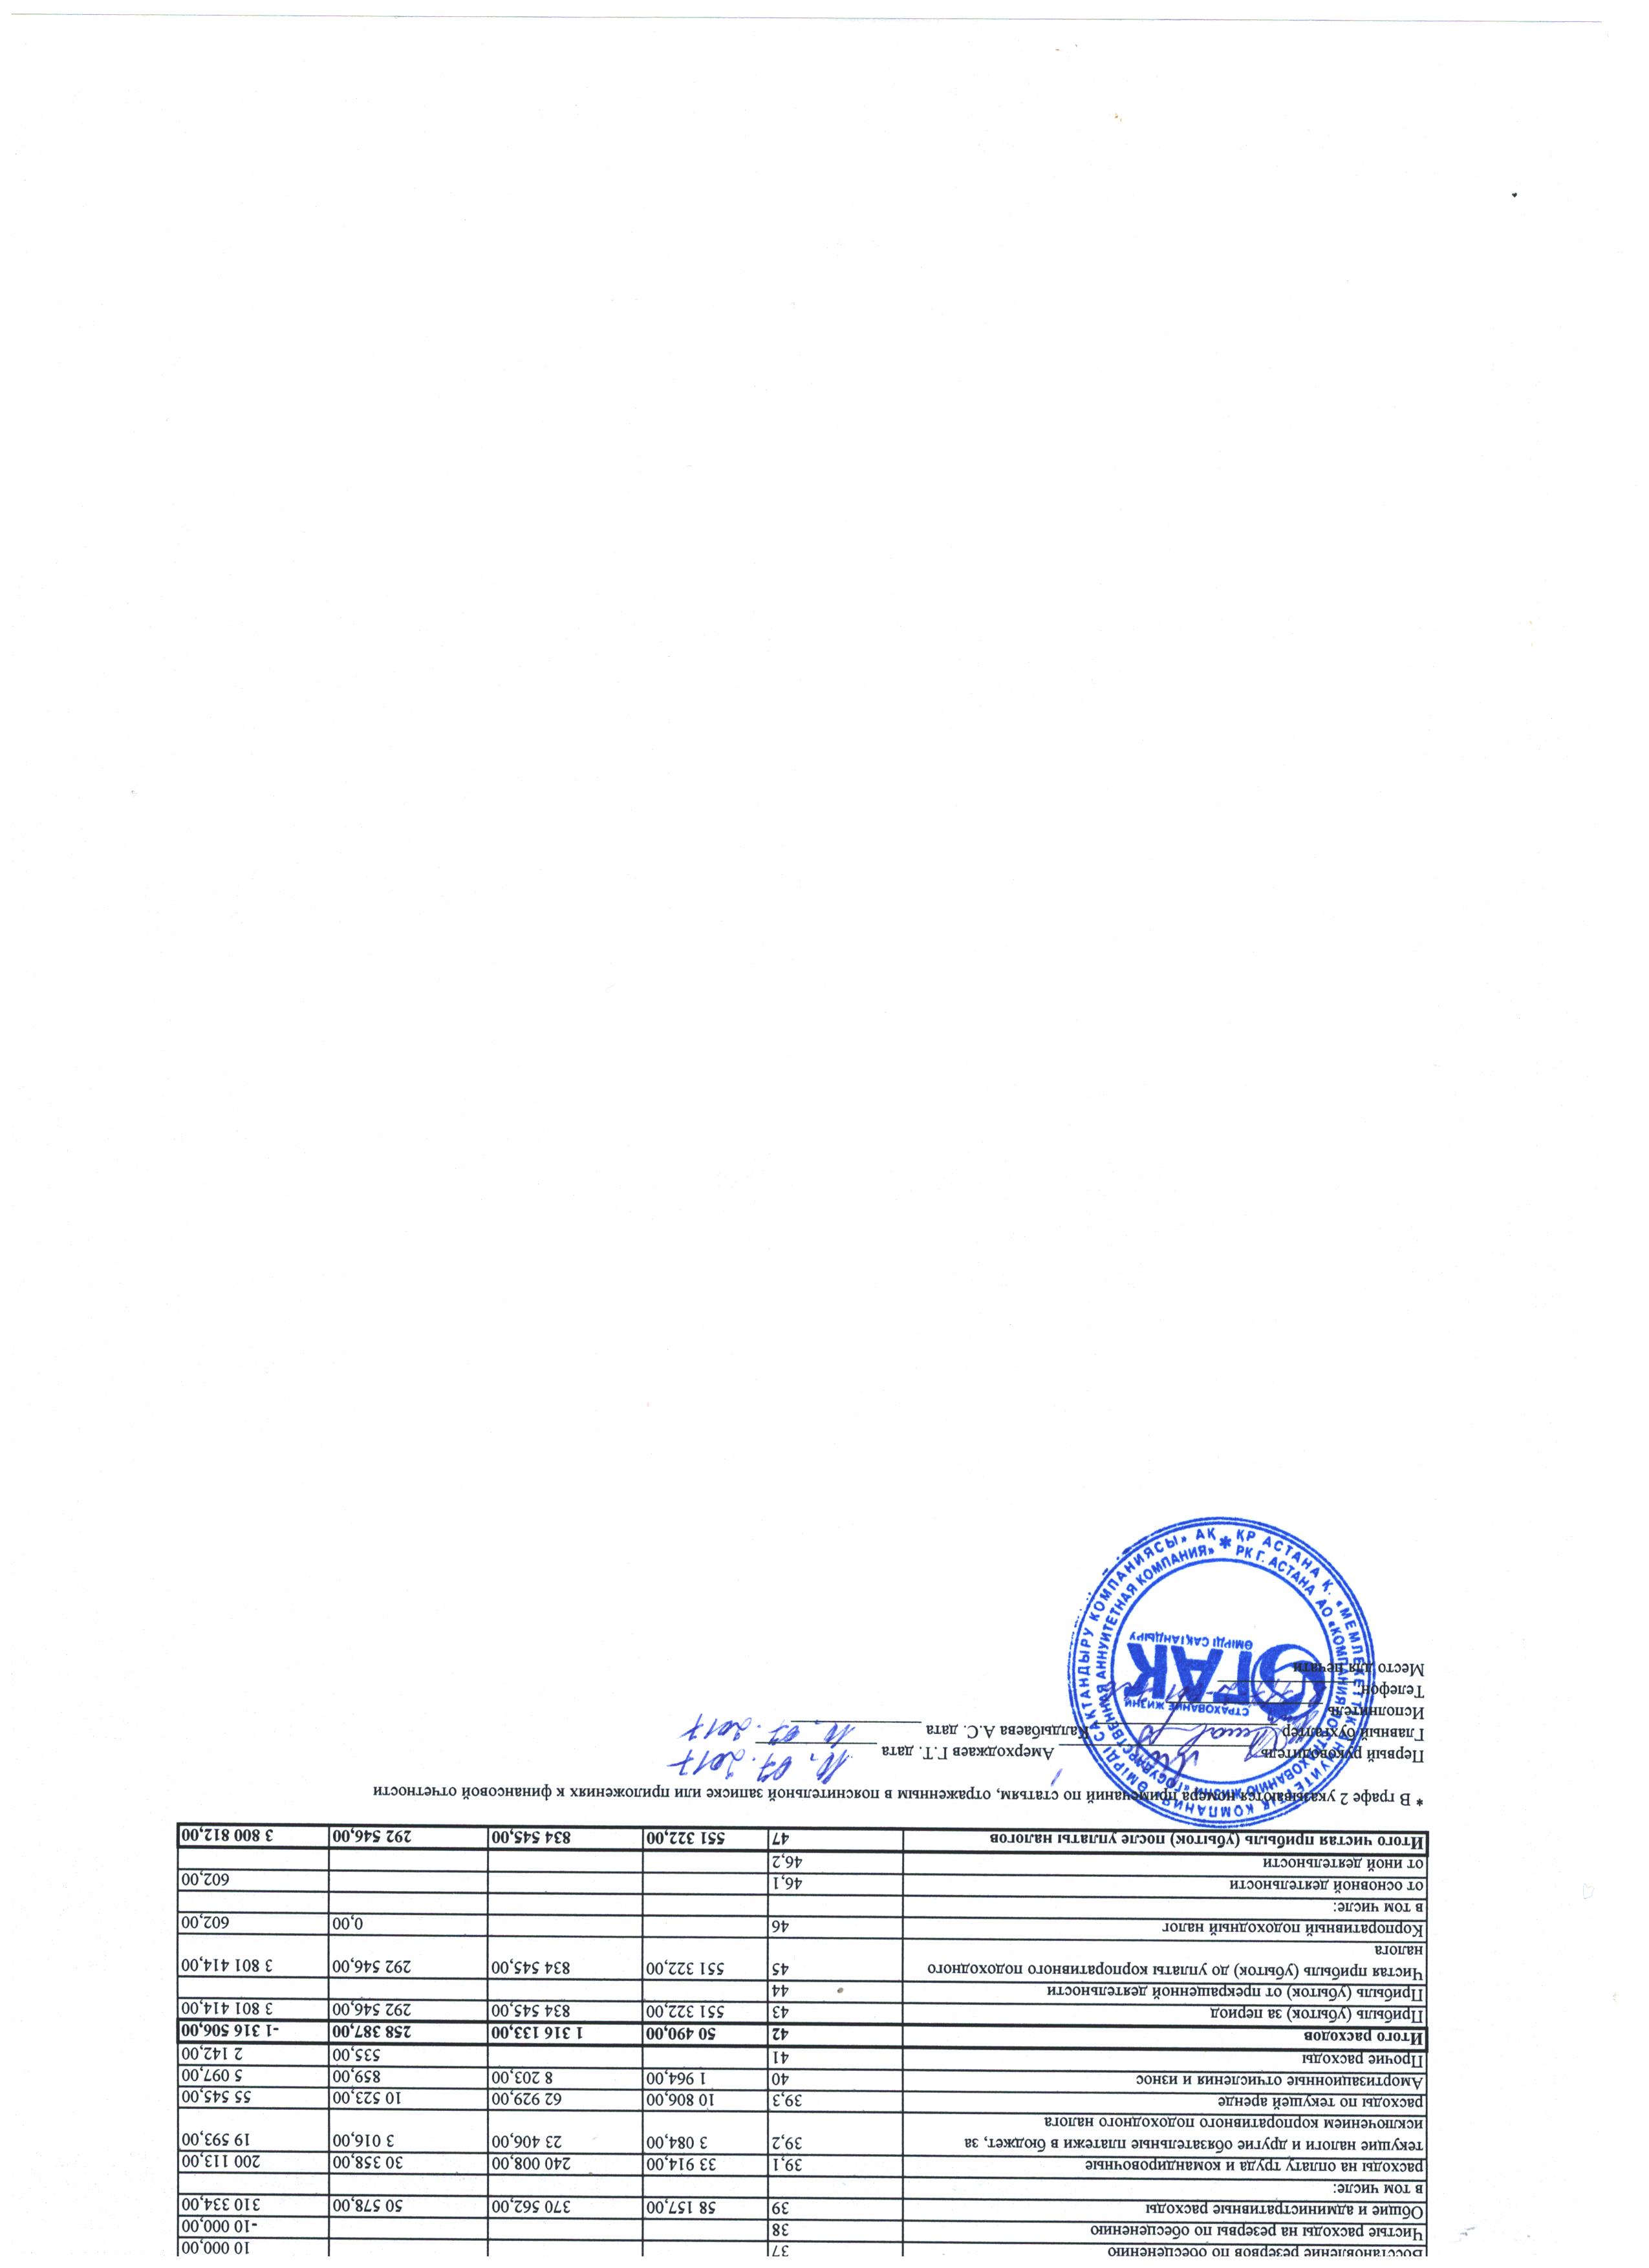 Восстановление резервов по обесценению 37 10 000,00
Чистые расходы на резервы по обесценению 38 -10 000,00
Общие и административные расходы 39 58 157,00 370 562,00 50 578,00 310 334,00
в том числе:
расходы на оплату труда и командировочные 39,1 33 914,00 240 008,00 30 358,00 200 113,00
текущие налоги и другие обязательные платежи в бюджет, за 39,2 3 084,00 23 406,00 3 016,00 19 593,00
исключением корпоративного подоходного налога
расходы по текущей аренде 39,3 10 806,00 62 929,00 10 523,00 55 545,00
Амортизационные отчисления и износ 40 1 964,00 8 203,00 859,00 5 097,00
Прочие расходы 41 535,00 2 142,00
Итого расходов 42 50 490,00 1 316 133,00 258 387,00 -1 316 506,00
Прибыль (убыток) за период 43 551 322,00 834 545,00 292 546,00 3 801 414,00
Прибыль (убыток) от прекращенной деятельности 44
Чистая прибыль (убыток) до уплаты корпоративного подоходного 45 551 322,00 834 545,00 292 546,00 3 801 414,00
налога
Корпоративный подоходный налог 46 0,00 602,00
в том числе:
от основной деятельности 46,1 602,00
от иной деятельности 46,2
Итого чистая прибыль (убыток) после уплаты налогов 47 551 322,00 834 545,00 292 546,00 3 800 812,00
* В графе 2 указываются номера примечаний по статьям, отраженным в пояснительной записке или приложениях к финансовой отчетности
Первый руководитель Амерходжаев Г.Т. дата 10.07.2017
Главный бухгалтер Калдыбаева А.С. дата 10.07.2017
Исполнитель
Телефон:
Место для печати
СТРАХОВАНИЕ ЖИЗНИ
ГАК
ӨМІРДІ САҚТАНДЫРУ
ҚР АСТАНА Қ. «МЕМЛЕКЕТТІК АННУИТЕТТІК КОМПАНИЯ» ӨМІРДІ САҚТАНДЫРУ КОМПАНИЯСЫ» АҚ
РК Г. АСТАНА АО «КОМПАНИЯ ПО СТРАХОВАНИЮ ЖИЗНИ «ГОСУДАРСТВЕННАЯ АННУИТЕТНАЯ КОМПАНИЯ»